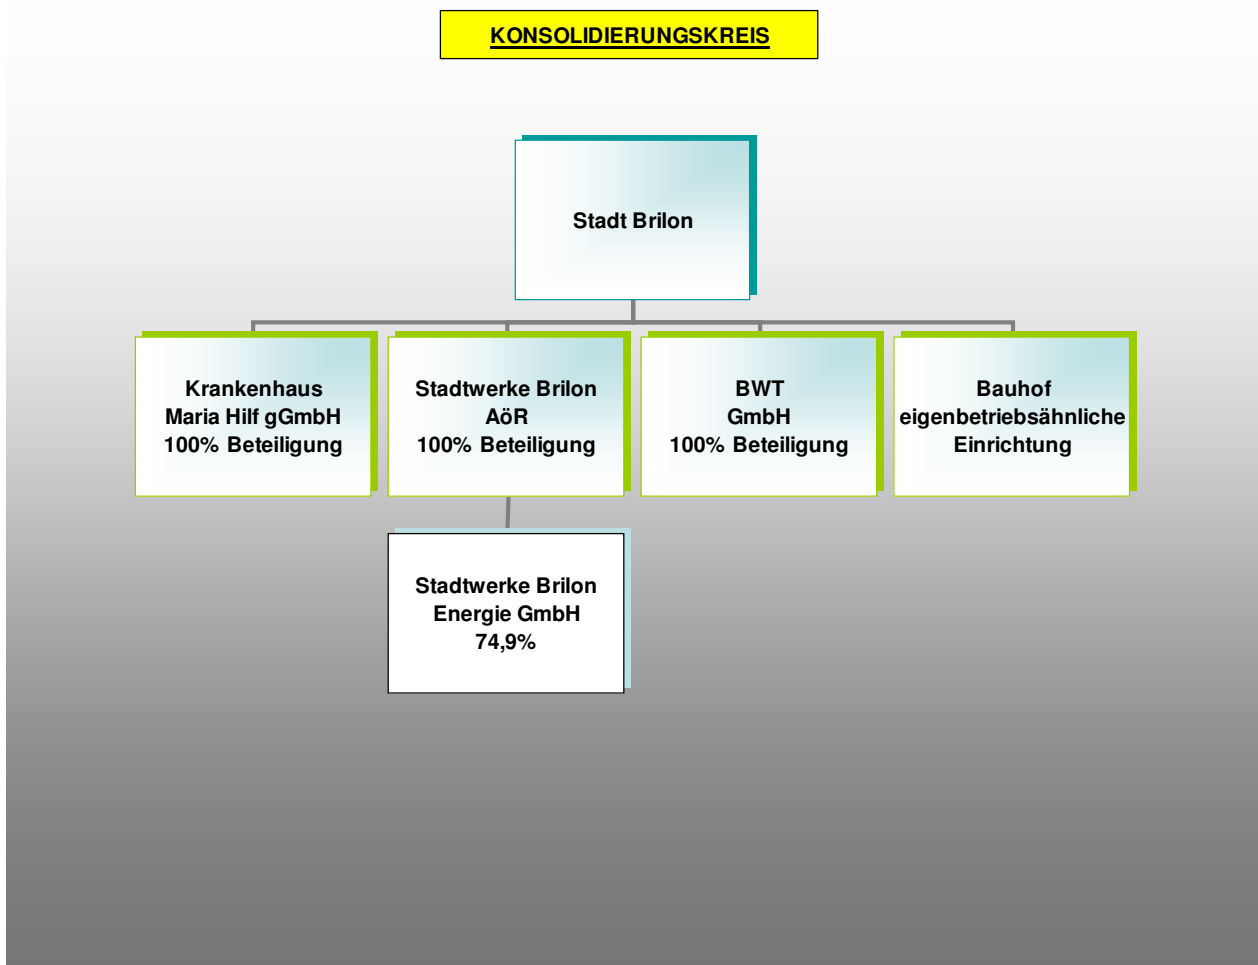 KONSOLIDIERUNGSKREIS
Stadt Brilon
Krankenhaus
Maria Hilf gGmbH
100% Beteiligung
Stadtwerke Brilon
AöR
100% Beteiligung
BWT
GmbH
100% Beteiligung
Bauhof
eigenbetriebsähnliche
Einrichtung
Stadtwerke Brilon
Energie GmbH
74,9%